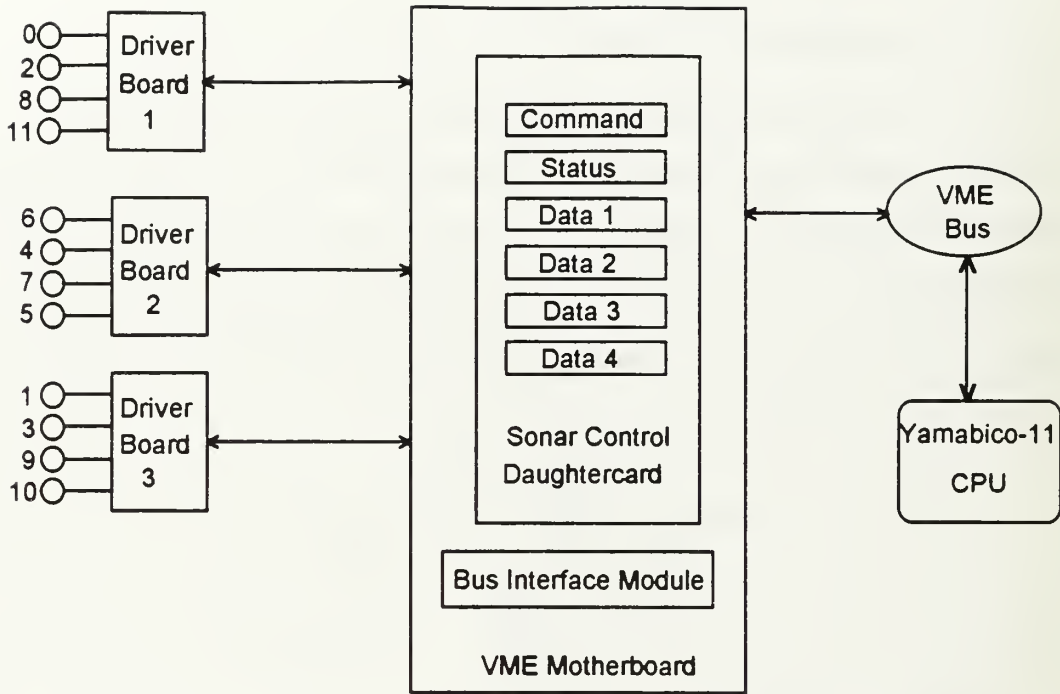 0
2
8
11
Driver
Board
1
6
4
7
5
Driver
Board
2
1
3
9
10
Driver
Board
3
Command
Status
Data 1
Data 2
Data 3
Data 4
Sonar Control
Daughtercard
Bus Interface Module
VME Motherboard
VME
Bus
Yamabico-11
CPU